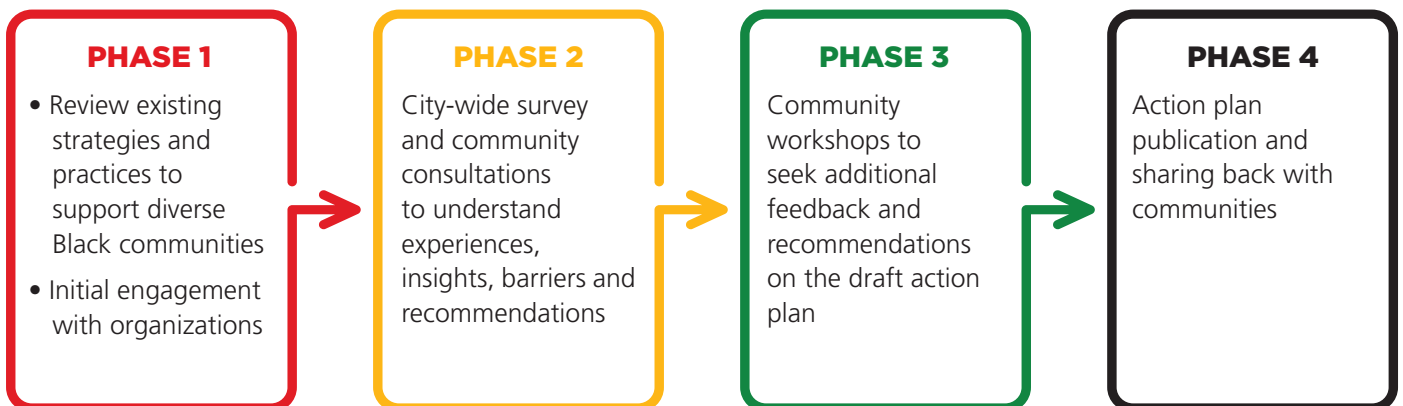 PHASE 1
• Review existing
strategies and
practices to
support diverse
Black communities
• Initial engagement
with organizations
PHASE 2
City-wide survey
and community
consultations
to understand
experiences,
insights, barriers and
recommendations
PHASE 3
Community
workshops to
seek additional
feedback and
recommendations
on the draft action
plan
PHASE 4
Action plan
publication and
sharing back with
communities